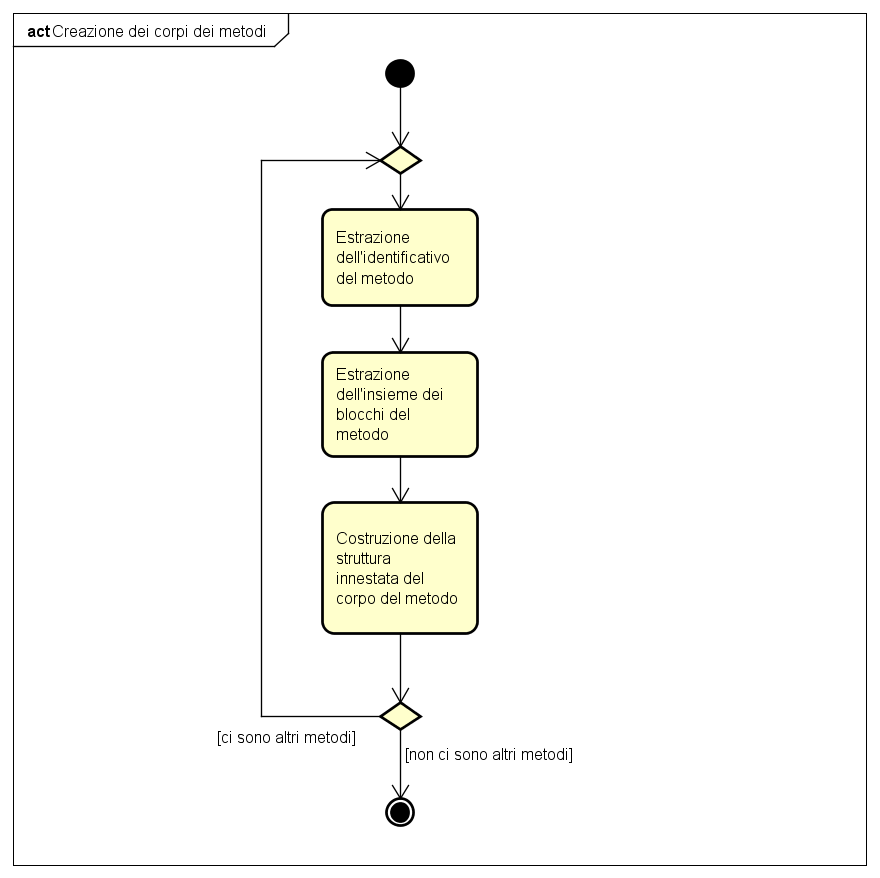 act Creazione dei corpi dei metodi
Estrazione
dell'identificativo
del metodo
Estrazione
dell'insieme dei
blocchi del
metodo
Costruzione della
struttura
innestata del
corpo del metodo
[ci sono altri metodi]
[non ci sono altri metodi]